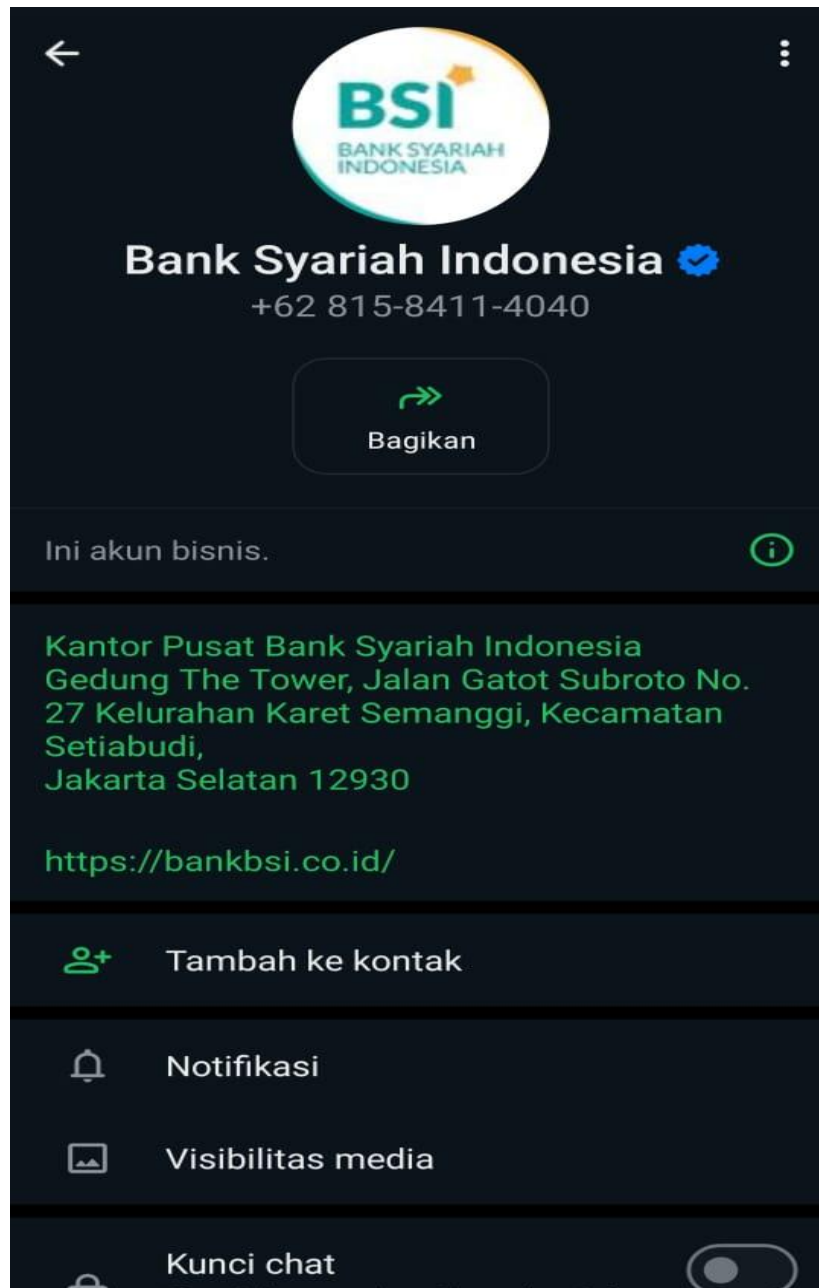 BSI
BANK SYARIAH
INDONESIA
Bank Syariah Indonesia
+62 815-8411-4040
Bagikan
Ini akun bisnis.
Kantor Pusat Bank Syariah Indonesia
Gedung The Tower, Jalan Gatot Subroto No.
27 Kelurahan Karet Semanggi, Kecamatan
Setiabudi,
Jakarta Selatan 12930
https://bankbsi.co.id/
Tambah ke kontak
Notifikasi
Visibilitas media
Kunci chat